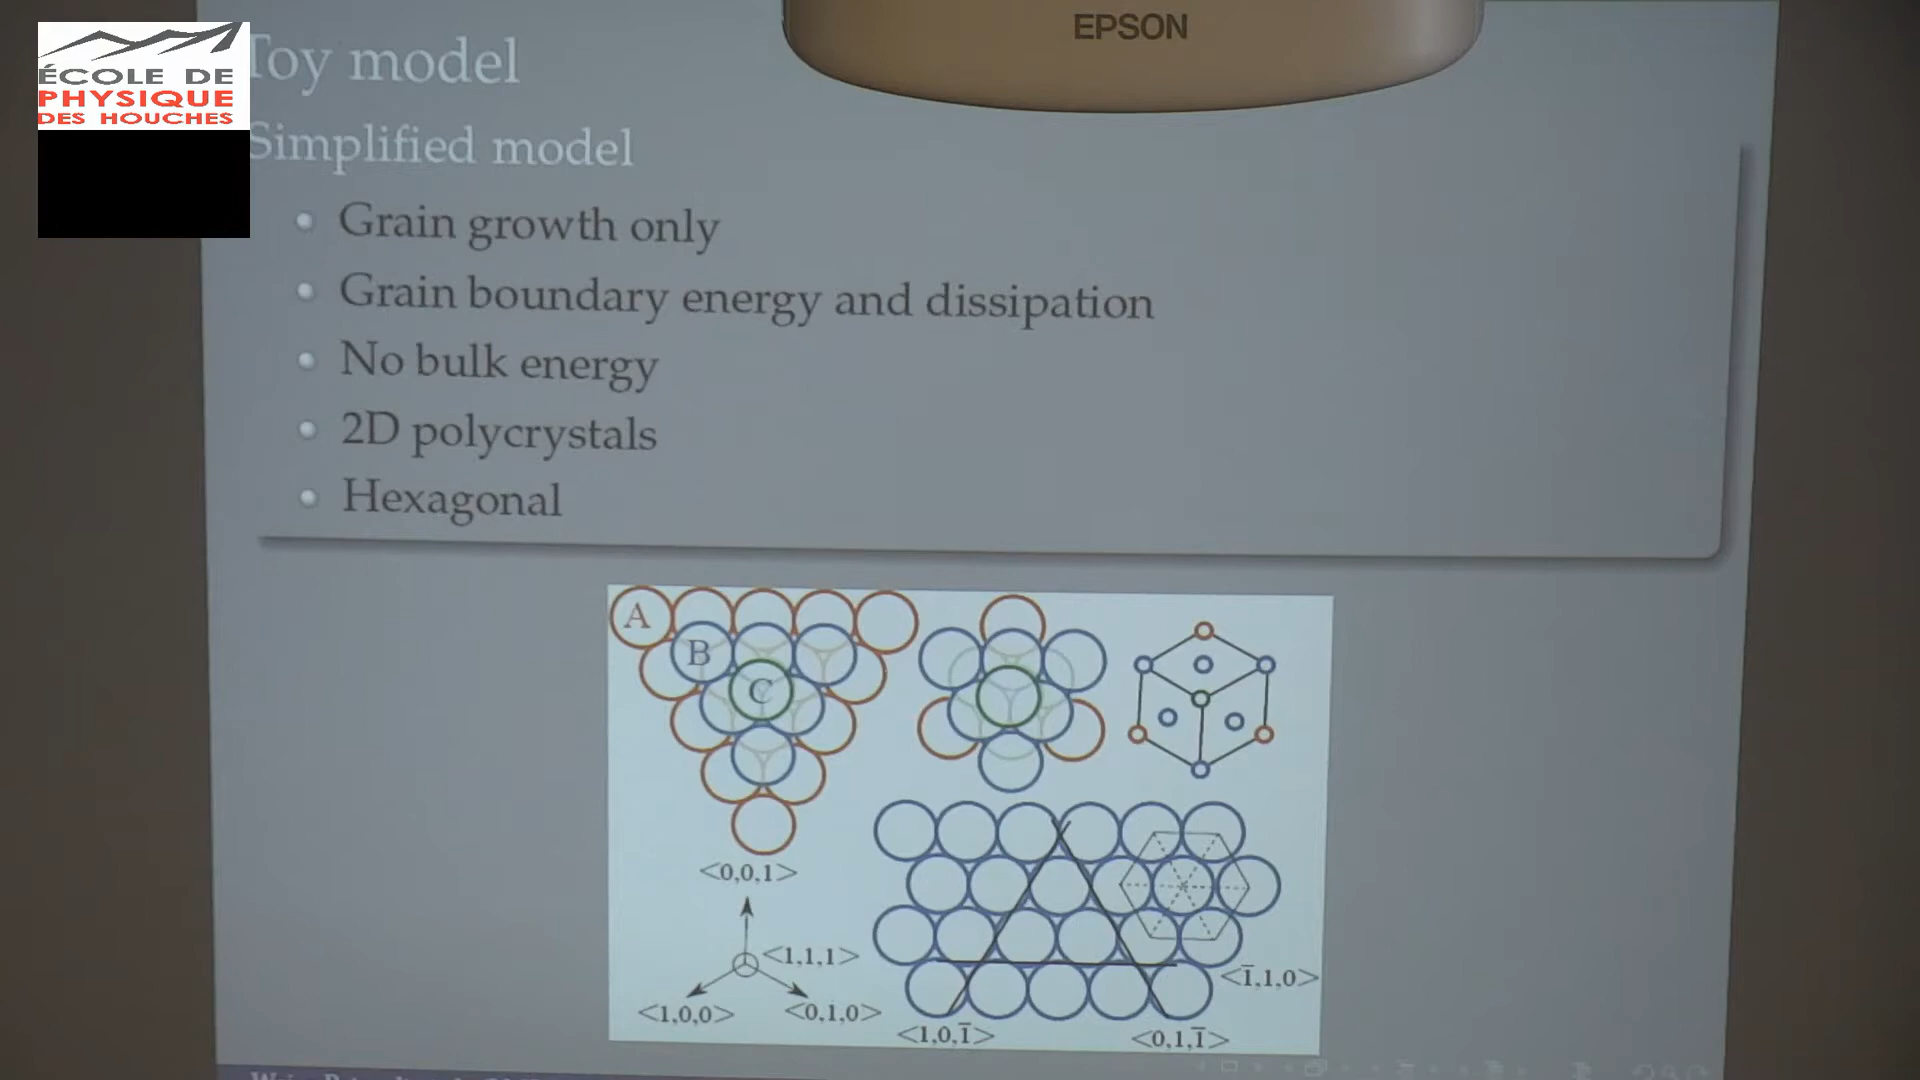 EPSON
Toy model
ÉCOLE DE
PHYSIQUE
DES HOUCHES
Simplified model
Grain growth only
Grain boundary energy and dissipation
No bulk energy
2D polycrystals
Hexagonal
A
B
C
<0,0,1>
<1,1,1>
<1,0,0>
<0,1,0>
<1̅,1,0>
<1,0,1̅>
<0,1,1̅>